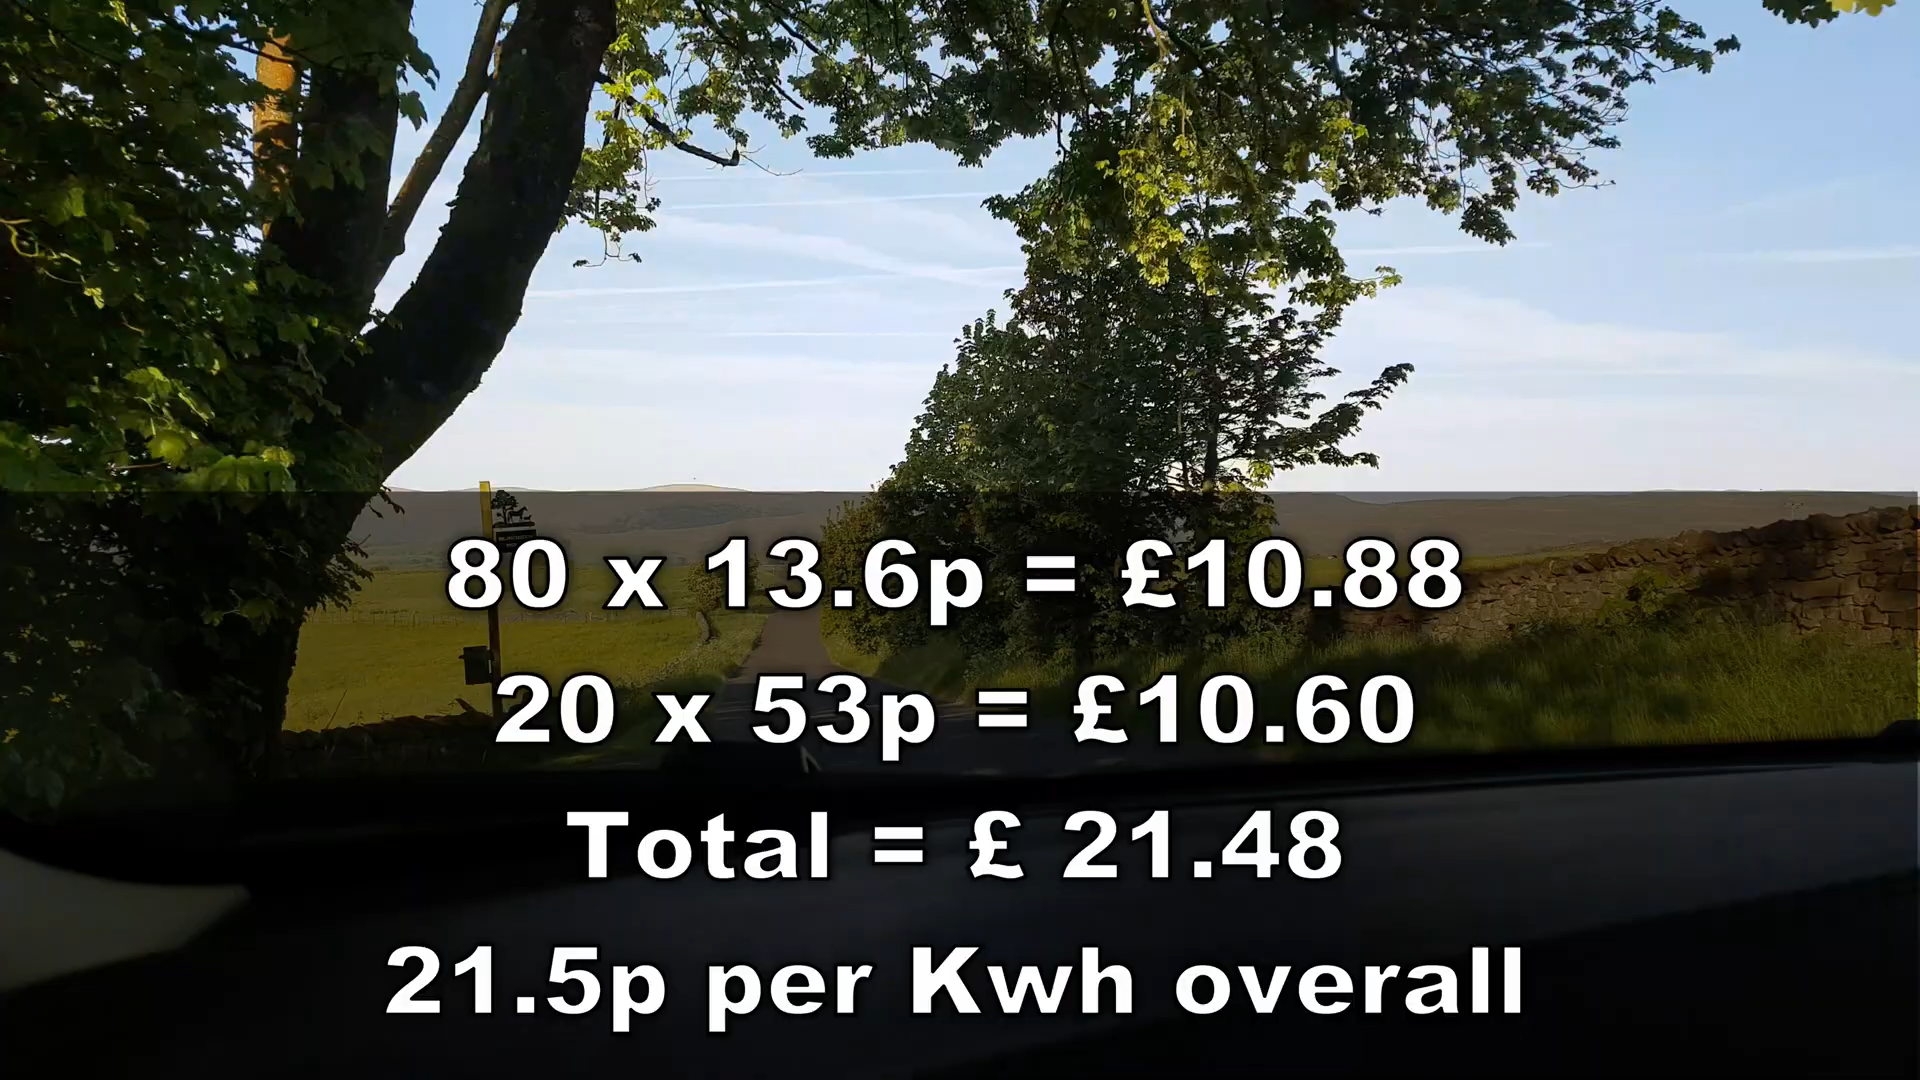 80 x 13.6p = £10.88
20 x 53p = £10.60
Total = £ 21.48
21.5p per Kwh overall